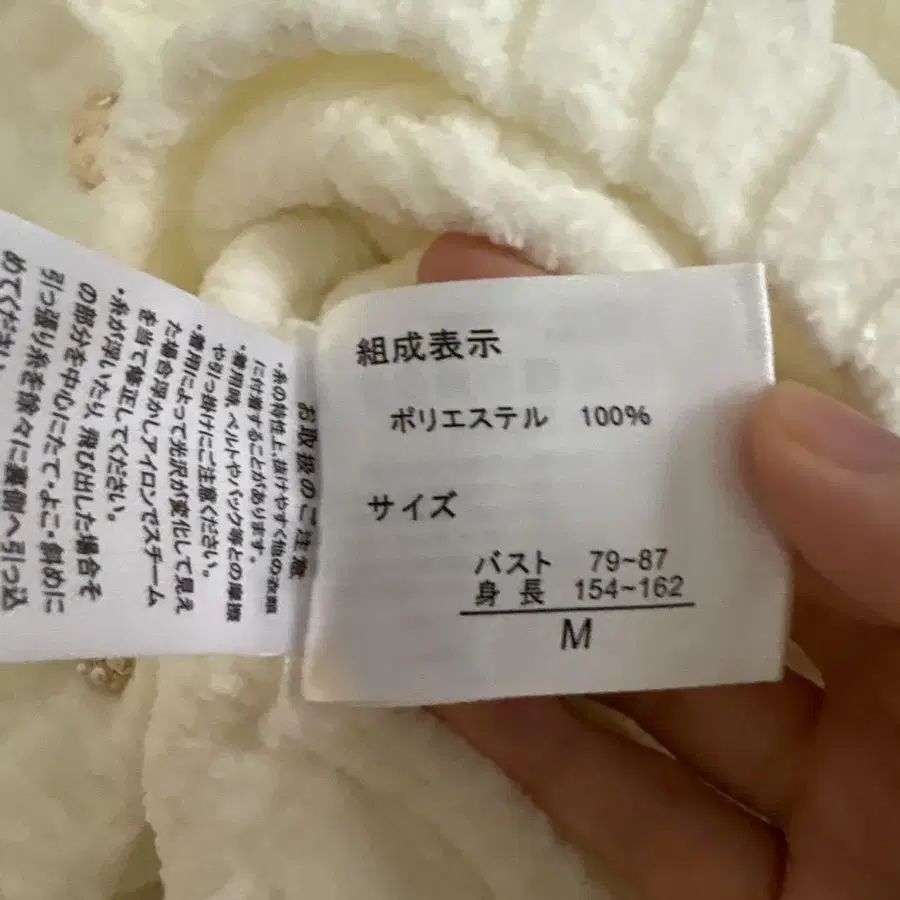 組成表示
ポリエステル 100%
サイズ
バスト 79~87
身長 154~162
M
お取扱のご注意
・糸の特性上、抜けやすく他の衣類
に付着することがあります。
・着用時、ベルトやバッグ等との摩擦
や引っ掛けにご注意ください。
・着用によって光沢が変化して見え
た場合浮かしアイロンでスチーム
を当て修正してください。
・糸が浮いたり、飛び出した場合そ
の部分を中心にたて・よこ・斜めに
引っ張り糸を徐々に裏側へ引っ込
めてください